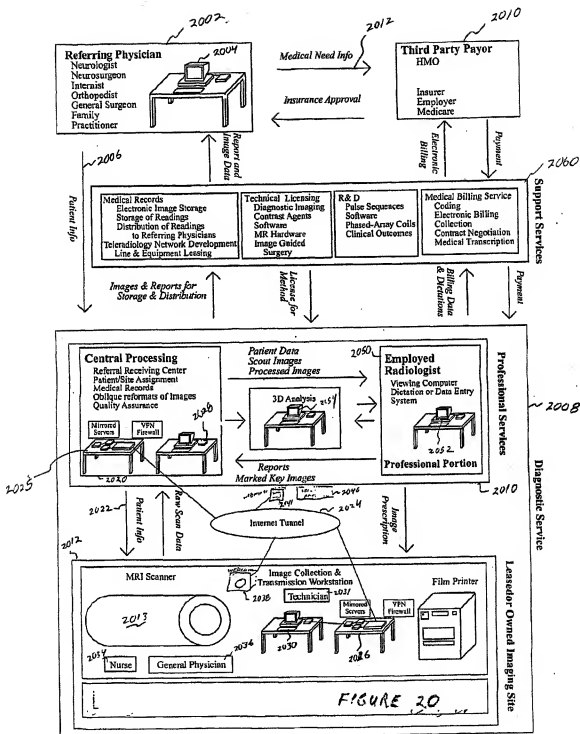 2002
2012
2010
Referring Physician
2004
Neurologist
Neurosurgeon
Internist
Orthopedist
General Surgeon
Family
Practitioner
Medical Need Info
Insurance Approval
Third Party Payor
HMO
Insurer
Employer
Medicare
2006
Patient Info
Report and
Image Data
Electronic
Billing
Payment
2060
Support Services
Medical Records
Electronic Image Storage
Storage of Readings
Distribution of Readings
to Referring Physicians
Teleradiology Network Development
Line & Equipment Leasing
Technical Licensing
Diagnostic Imaging
Contrast Agents
Software
MR Hardware
Image Guided
Surgery
R & D
Pulse Sequences
Software
Phased-Array Coils
Clinical Outcomes
Medical Billing Service
Coding
Electronic Billing
Collection
Contract Negotiation
Medical Transcription
Images & Reports for
Storage & Distribution
License for
Method
Billing Data
& Dictations
Payment
Central Processing
Referral Receiving Center
Patient/Site Assignment
Medical Records
Oblique reformats of Images
Quality Assurance
Mirrored
Servers
VPN
Firewall
2028
2020
2025
Patient Data
Scout Images
Processed Images
3D Analysis
2054
Reports
Marked Key Images
2050
Employed
Radiologist
Viewing Computer
Dictation or Data Entry
System
2052
Professional Portion
2010
Professional Services
2008
Diagnostic Service
2022
Patient Info
Raw Scan Data
2041
2046
2024
Internet Tunnel
Image
Prescription
2012
MRI Scanner
2013
2034
Nurse
2036
General Physician
2038
Image Collection &
Transmission Workstation
Technician
2031
2030
Mirrored
Servers
VPN
Firewall
2026
Film Printer
Leasedor Owned Imaging Site
FIGURE 20